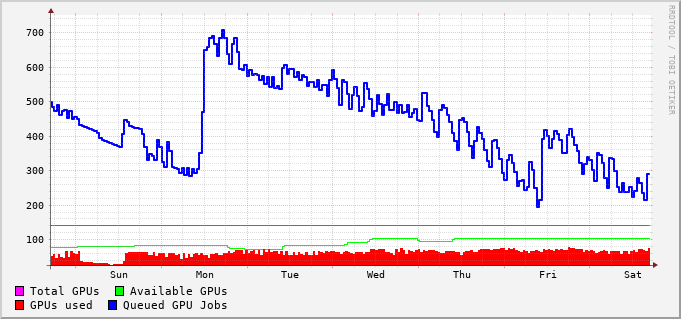 700
600
500
400
300
200
100
Sun Mon Tue Wed Thu Fri Sat
Total GPUs Available GPUs
GPUs used Queued GPU Jobs
RRDTOOL / TOBI OETIKER